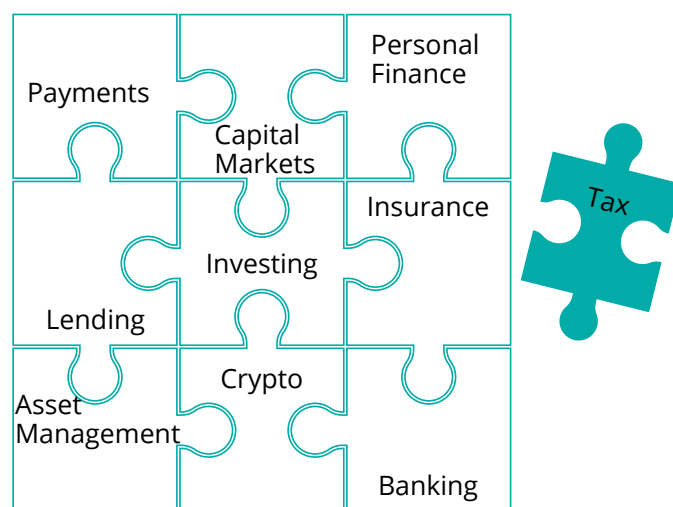 Payments
Capital
Markets
Personal
Finance
Tax
Lending
Investing
Insurance
Asset
Management
Crypto
Banking